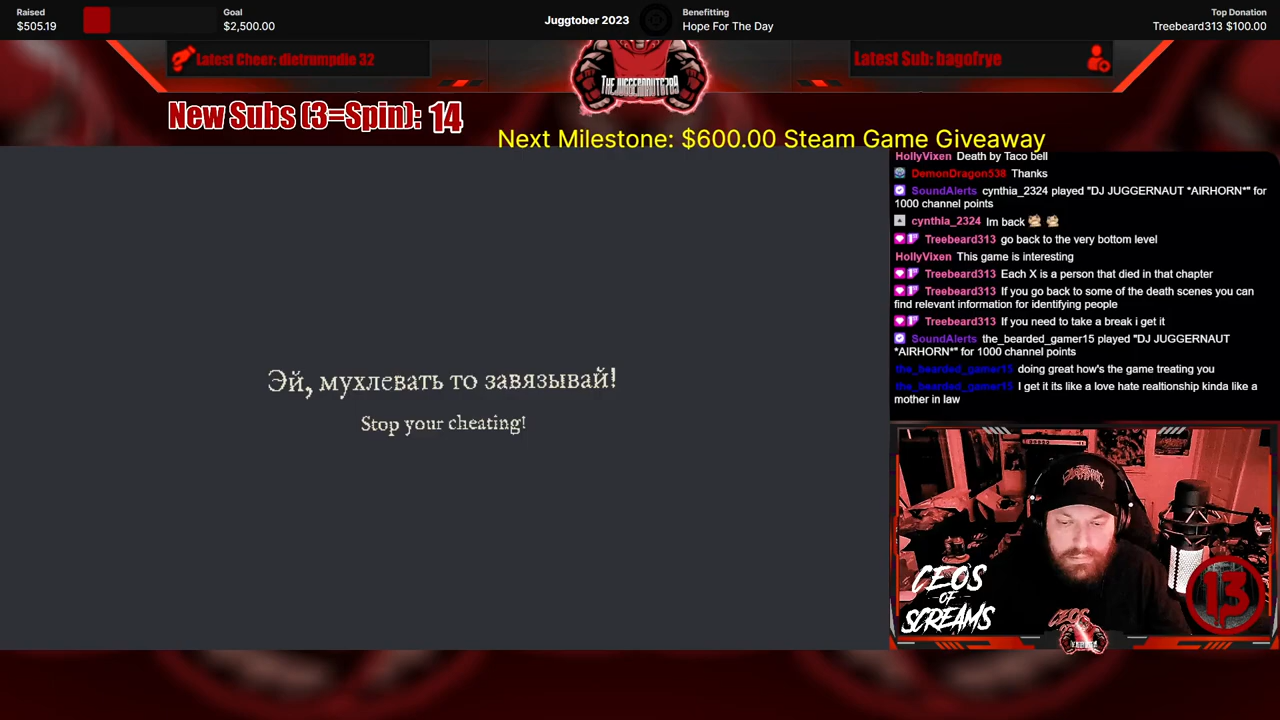 Raised
$505.19
Goal
$2,500.00
Juggtober 2023
Benefitting
Hope For The Day
Top Donation
Treebeard313 $100.00
Latest Cheer: dietrumpdie 32
THEJUGGERNAUT6789
Latest Sub: bagofrye
New Subs (3=Spin): 14
Next Milestone: $600.00 Steam Game Giveaway
HollyVixen Death by Taco bell
DemonDragon538 Thanks
SoundAlerts cynthia_2324 played "DJ JUGGERNAUT *AIRHORN*" for
1000 channel points
cynthia_2324 Im back
Treebeard313 go back to the very bottom level
HollyVixen This game is interesting
Treebeard313 Each X is a person that died in that chapter
Treebeard313 If you go back to some of the death scenes you can
find relevant information for identifying people
Treebeard313 If you need to take a break i get it
SoundAlerts the_bearded_gamer15 played "DJ JUGGERNAUT
*AIRHORN*" for 1000 channel points
the_bearded_gamer15 doing great how's the game treating you
the_bearded_gamer15 I get it its like a love hate realtionship kinda like a
mother in law
Эй, мухлевать то завязывай!
Stop your cheating!
CEOS
OF
SCREAMS
CEOS
13